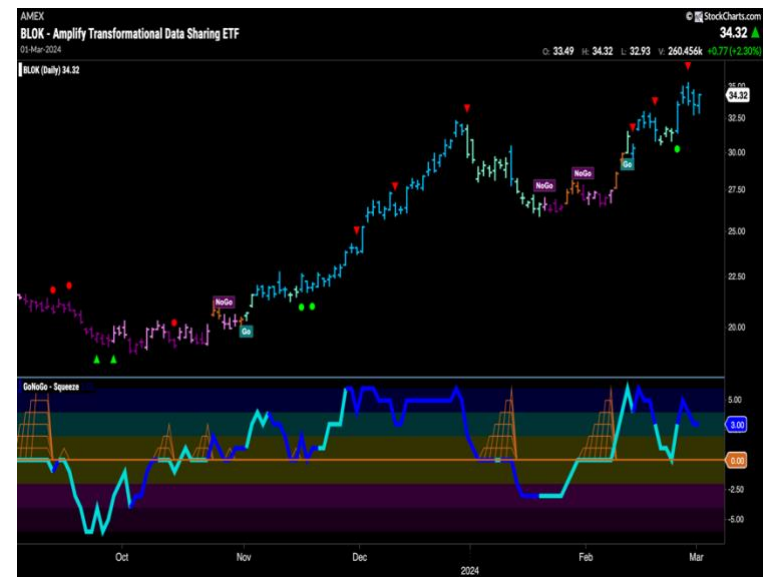 AMEX
© StockCharts.com
BLOK - Amplify Transformational Data Sharing ETF
34.32
01-Mar-2024
O: 33.49 H: 34.32 L: 32.93 V: 260.456k +0.77 (+2.30%)
BLOK (Daily) 34.32
35.00
34.32
32.50
30.00
27.50
25.00
22.50
20.00
NoGo
Go
NoGo
NoGo
Go
GoNoGo - Squeeze
5.00
3.00
0.00
-2.50
-5.00
Oct
Nov
Dec
2024
Feb
Mar